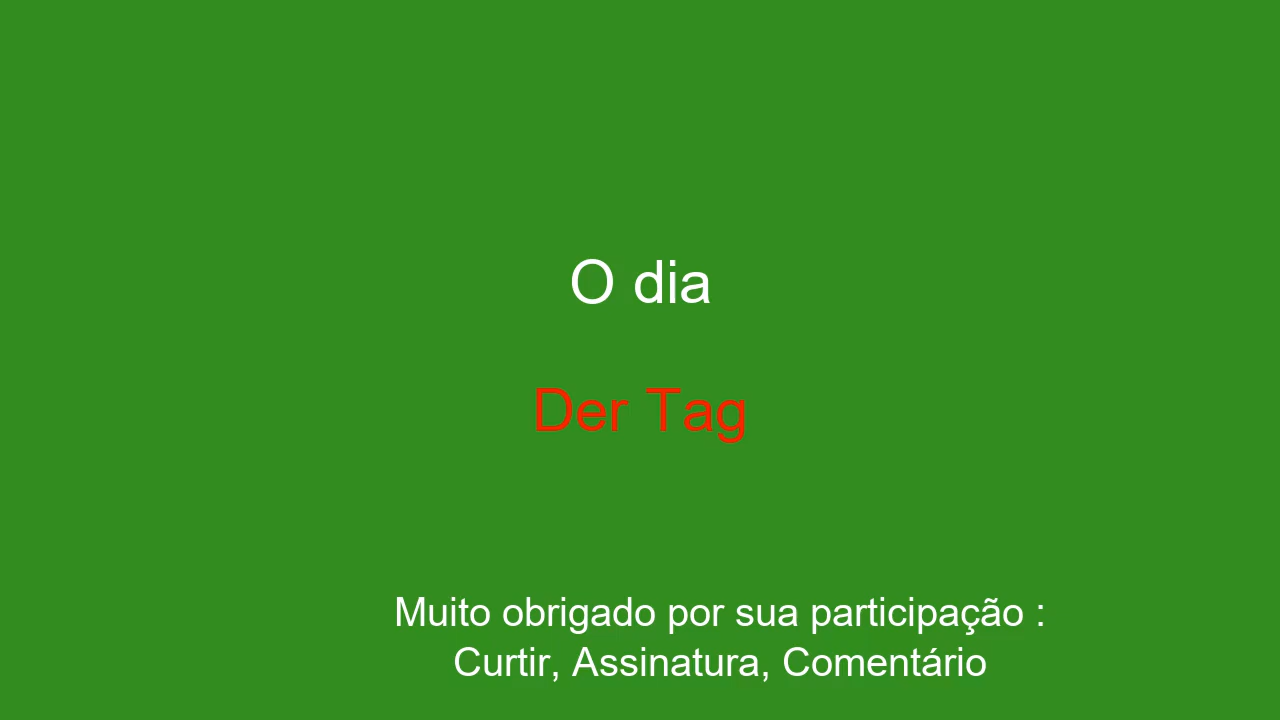 O dia
Der Tag
Muito obrigado por sua participação :
Curtir, Assinatura, Comentário